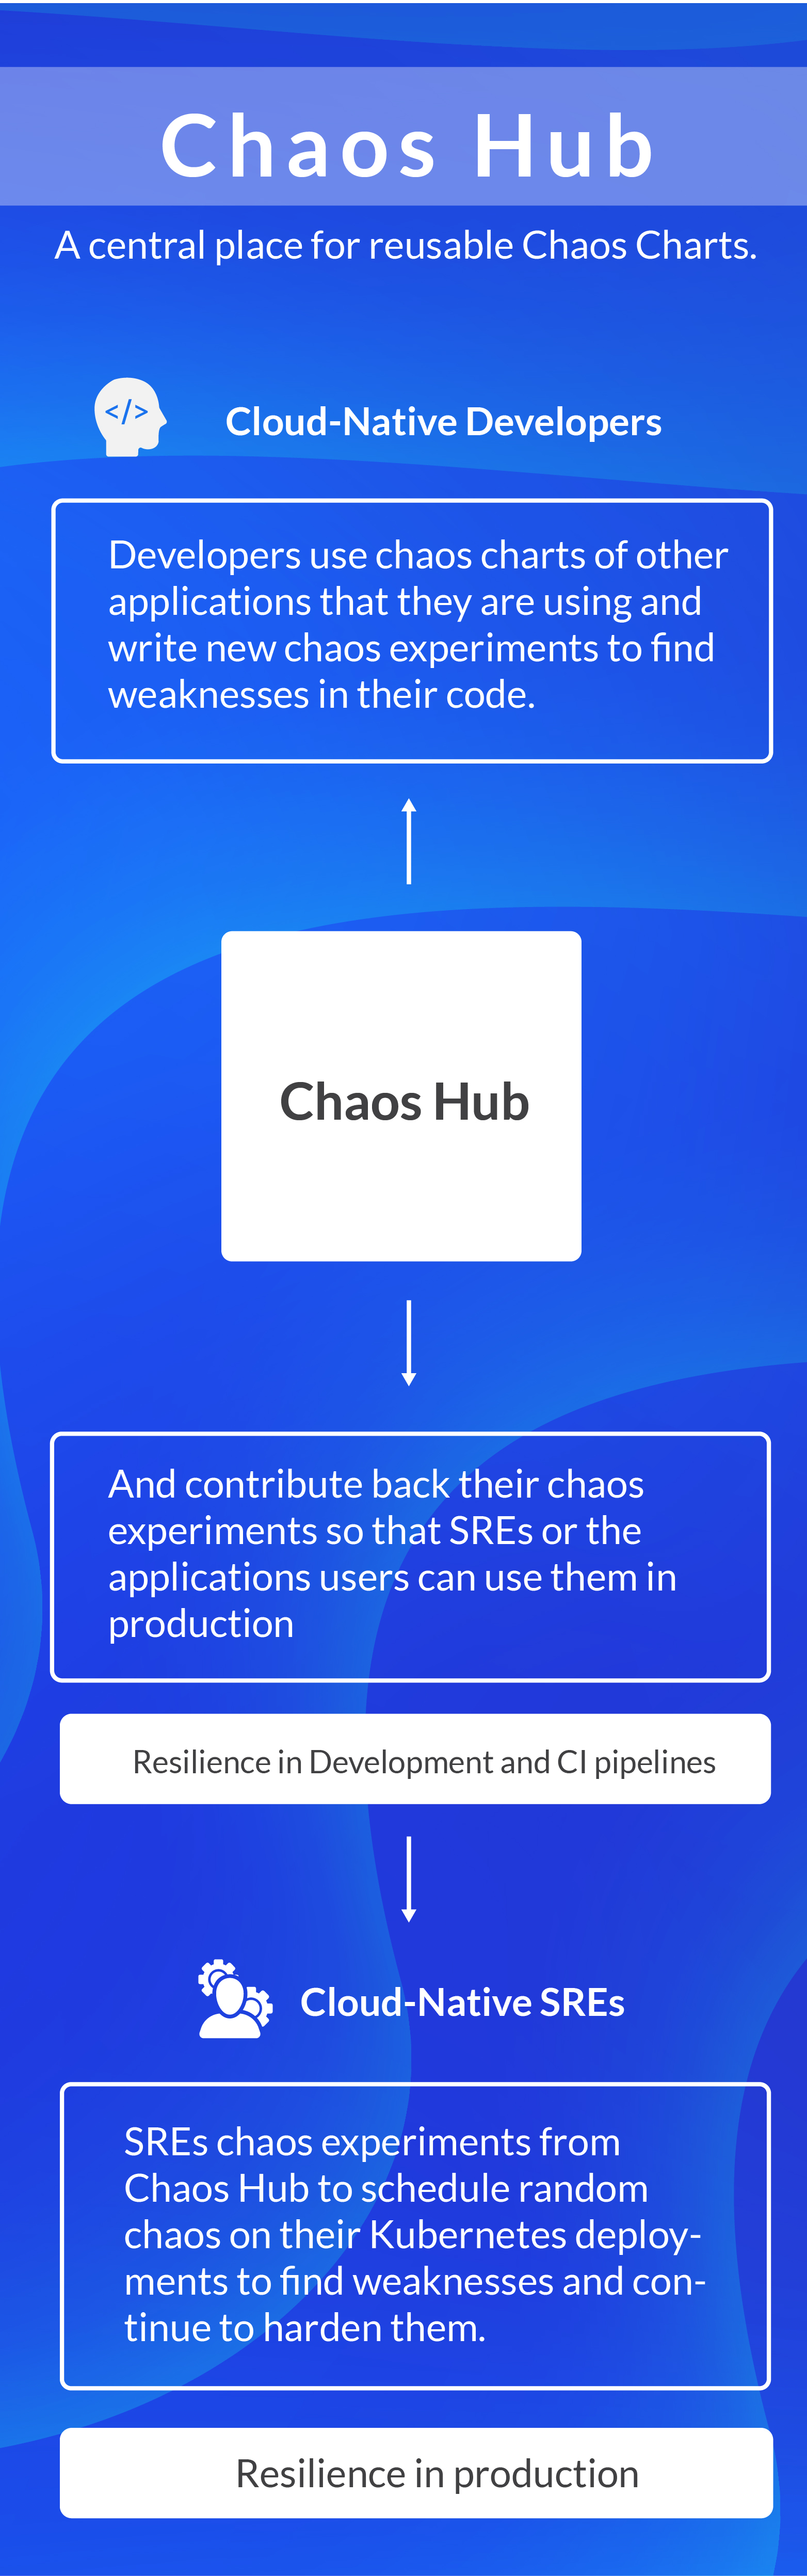 Chaos Hub
A central place for reusable Chaos Charts.
</>
Cloud-Native Developers
Developers use chaos charts of other
applications that they are using and
write new chaos experiments to find
weaknesses in their code.
Chaos Hub
And contribute back their chaos
experiments so that SREs or the
applications users can use them in
production
Resilience in Development and CI pipelines
Cloud-Native SREs
SREs chaos experiments from
Chaos Hub to schedule random
chaos on their Kubernetes deploy-
ments to find weaknesses and con-
tinue to harden them.
Resilience in production